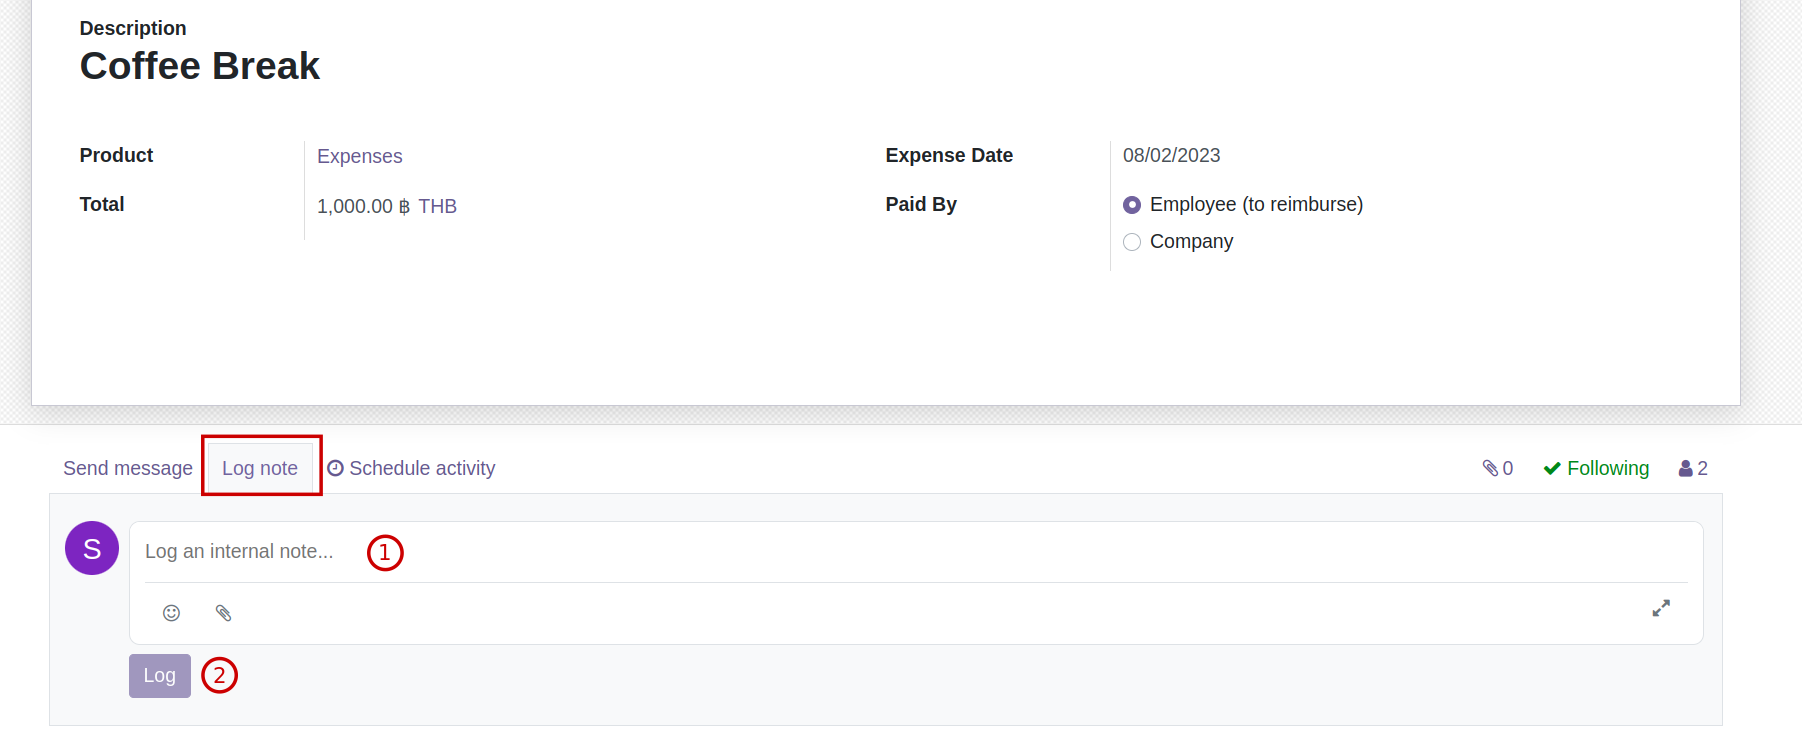 Description
Coffee Break
Product Expenses Expense Date 08/02/2023
Total 1,000.00 ฿ THB Paid By Employee (to reimburse)
Company
Send message Log note Schedule activity 0 Following 2
S Log an internal note... 1
Log 2